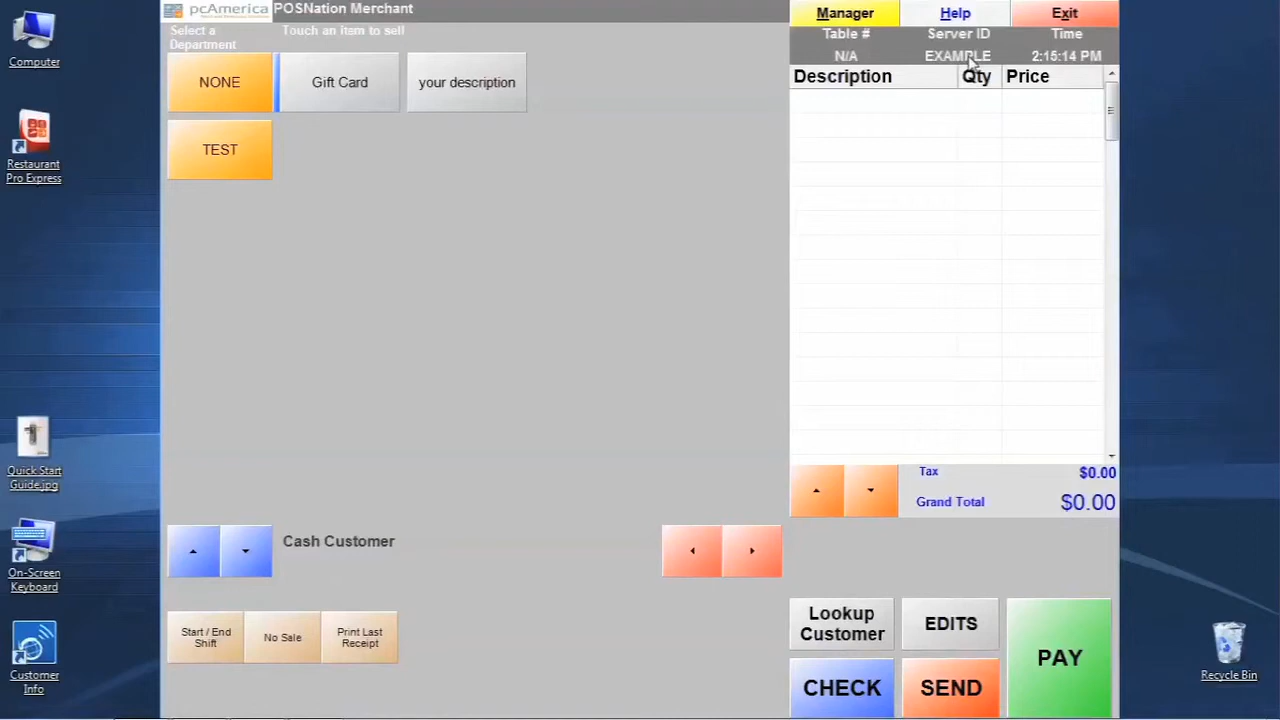 pcAmerica
POSNation Merchant
Select a
Department
Touch an Item to sell
NONE
Gift Card
your description
TEST
Cash Customer
Start / End
Shift
No Sale
Print Last
Receipt
Manager
Help
Exit
Table #
Server ID
Time
N/A
EXAMPLE
2:15:14 PM
Description
Qty
Price
Tax
$0.00
Grand Total
$0.00
Lookup
Customer
EDITS
PAY
CHECK
SEND
Computer
Restaurant
Pro Express
Quick Start
Guide.jpg
On-Screen
Keyboard
Customer
Info
Recycle Bin